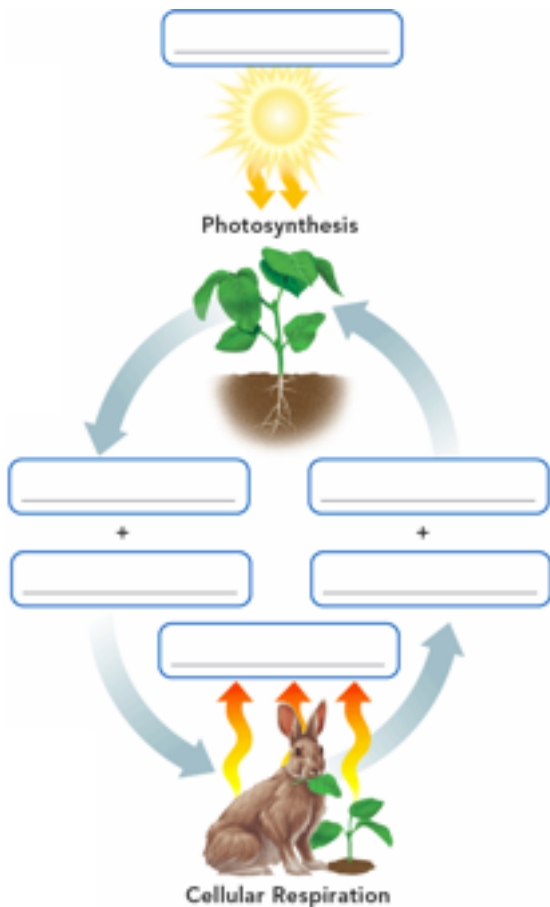 Photosynthesis
+
+
Cellular Respiration